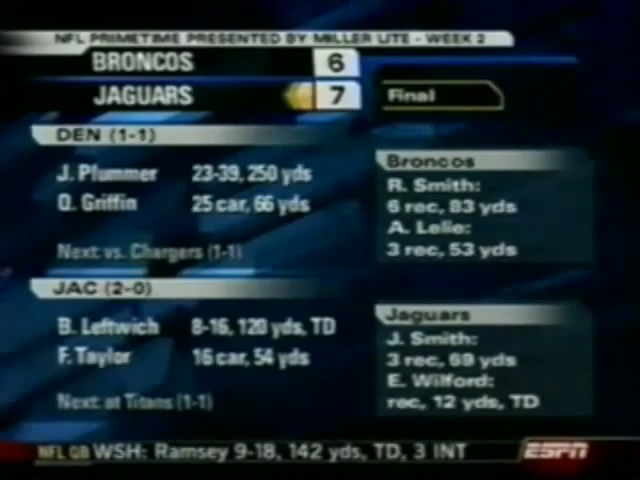 NFL PRIMETIME PRESENTED BY MILLER LITE - WEEK 2
BRONCOS 6
JAGUARS 7
Final
DEN (1-1)
J. Plummer 23-39, 250 yds
Q. Griffin 25 car, 66 yds
Next: vs. Chargers (1-1)
Broncos
R. Smith:
6 rec, 83 yds
A. Lelie:
3 rec, 53 yds
JAC (2-0)
B. Leftwich 8-16, 120 yds, TD
F. Taylor 16 car, 54 yds
Next: at Titans (1-1)
Jaguars
J. Smith:
3 rec, 69 yds
E. Wilford:
rec, 12 yds, TD
NFL QB WSH: Ramsey 9-18, 142 yds, TD, 3 INT
ESPN